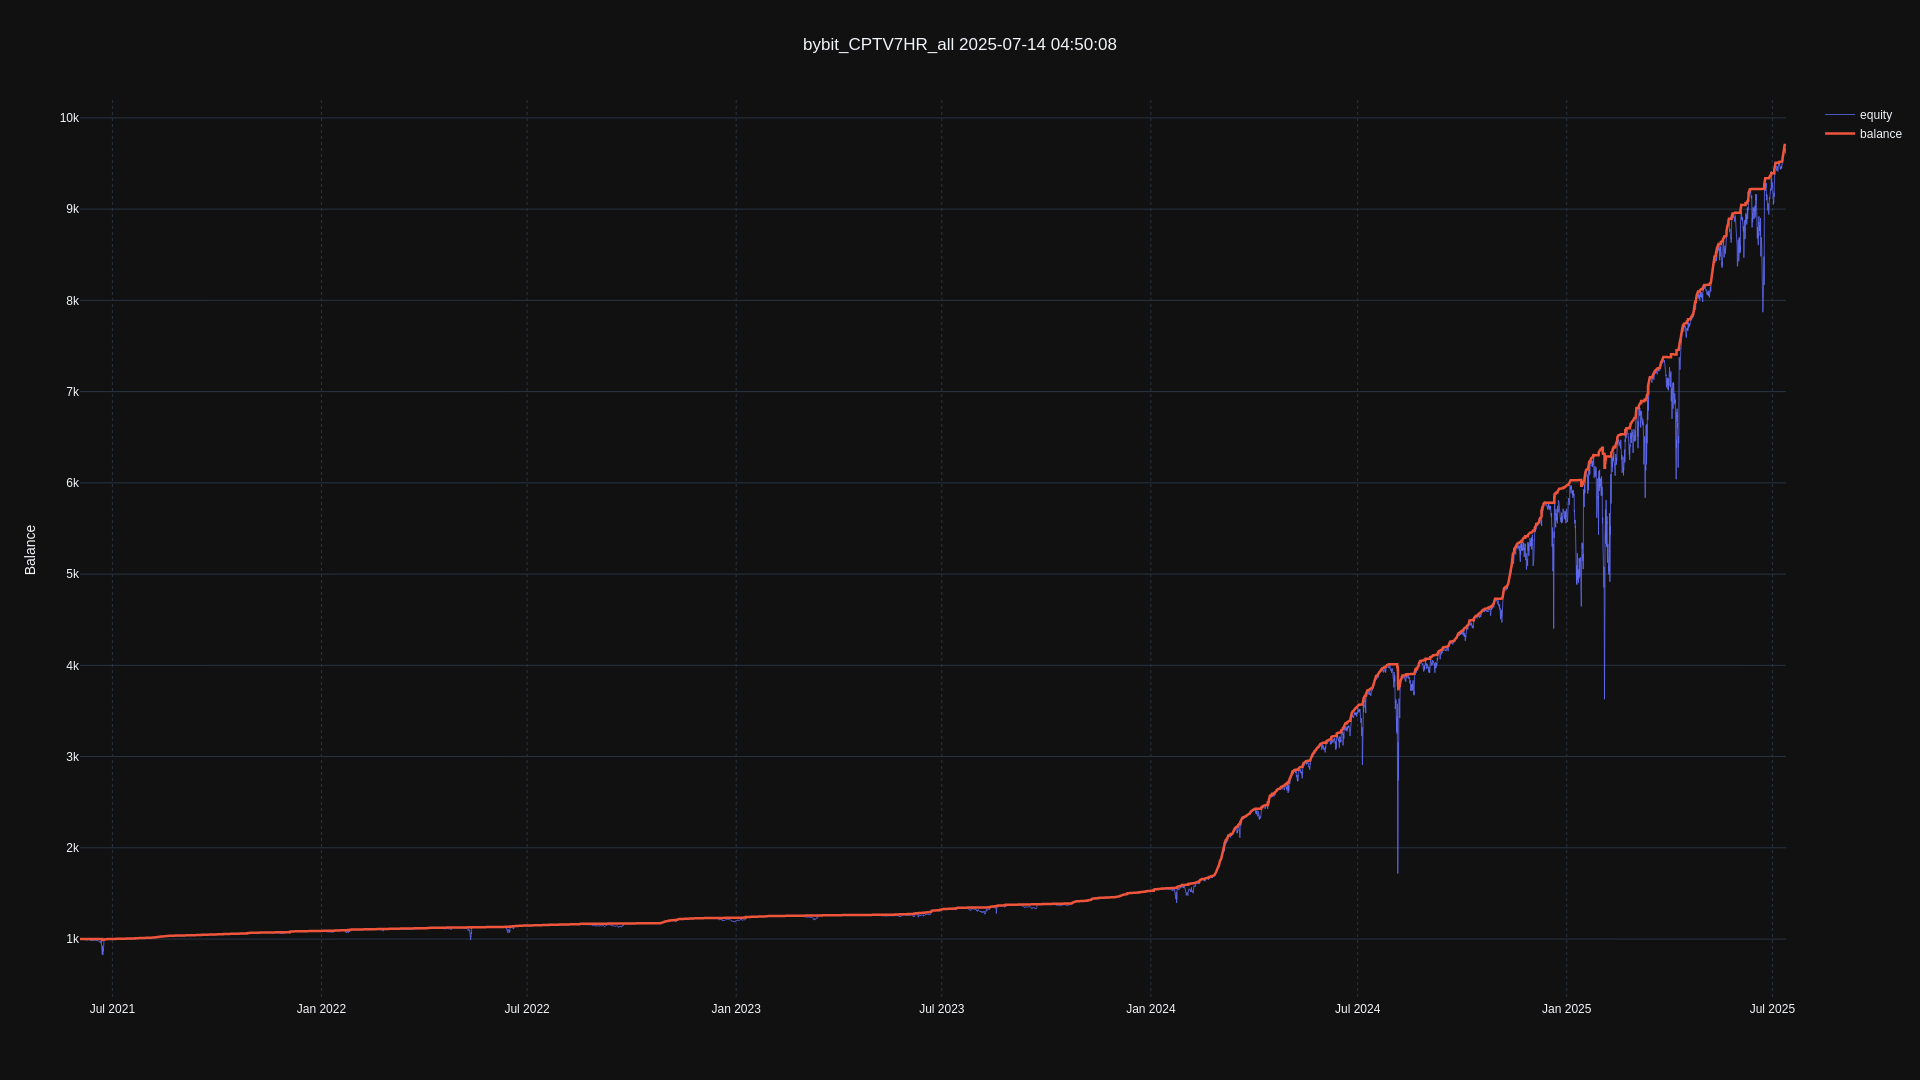 bybit_CPTV7HR_all 2025-07-14 04:50:08
equity
balance
10k
9k
8k
7k
6k
5k
4k
3k
2k
1k
Balance
Jul 2021
Jan 2022
Jul 2022
Jan 2023
Jul 2023
Jan 2024
Jul 2024
Jan 2025
Jul 2025